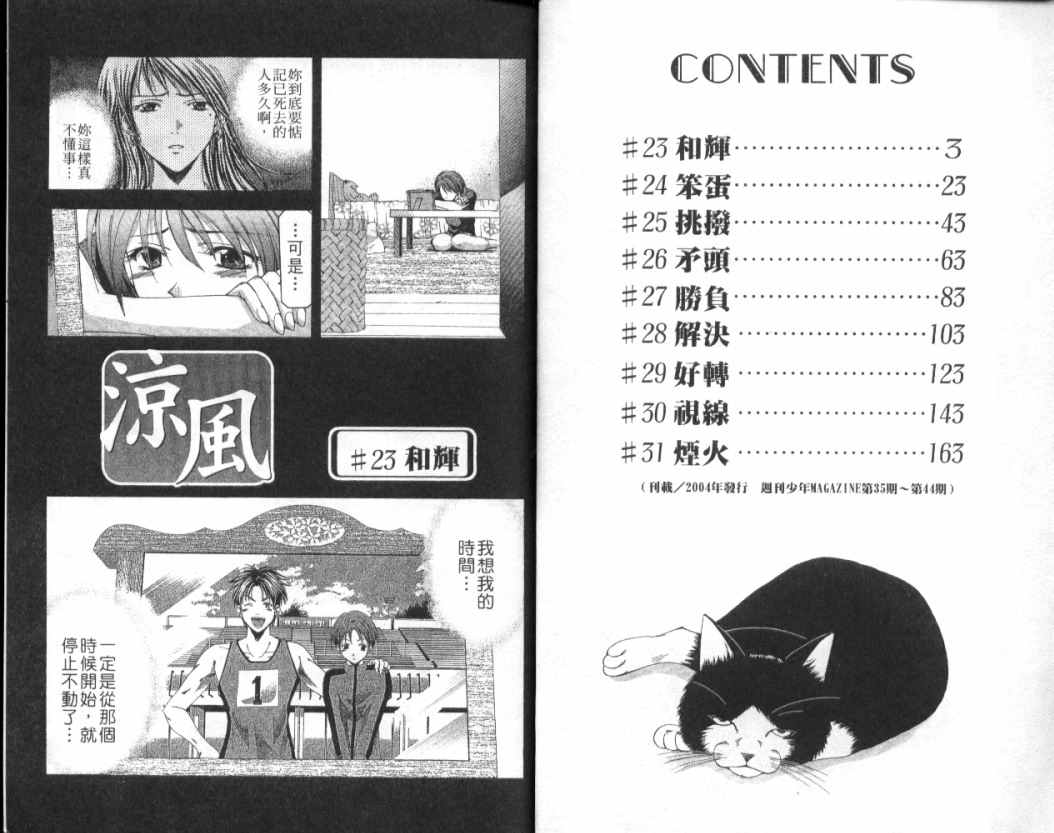 CONTENTS
#23 和輝……………………3
#24 笨蛋……………………23
#25 挑撥……………………43
#26 矛頭……………………63
#27 勝負……………………83
#28 解決……………………103
#29 好轉……………………123
#30 視線……………………143
#31 煙火……………………163
(刊載/2004年發行 週刊少年MAGAZINE第35期~第44期)
妳到底要惦
記已死去的
人多久啊,
妳這樣真
不懂事…
…可是…
涼風
#23 和輝
我想我的
時間…
1
一定是從那個
時候開始,就
停止不動了…